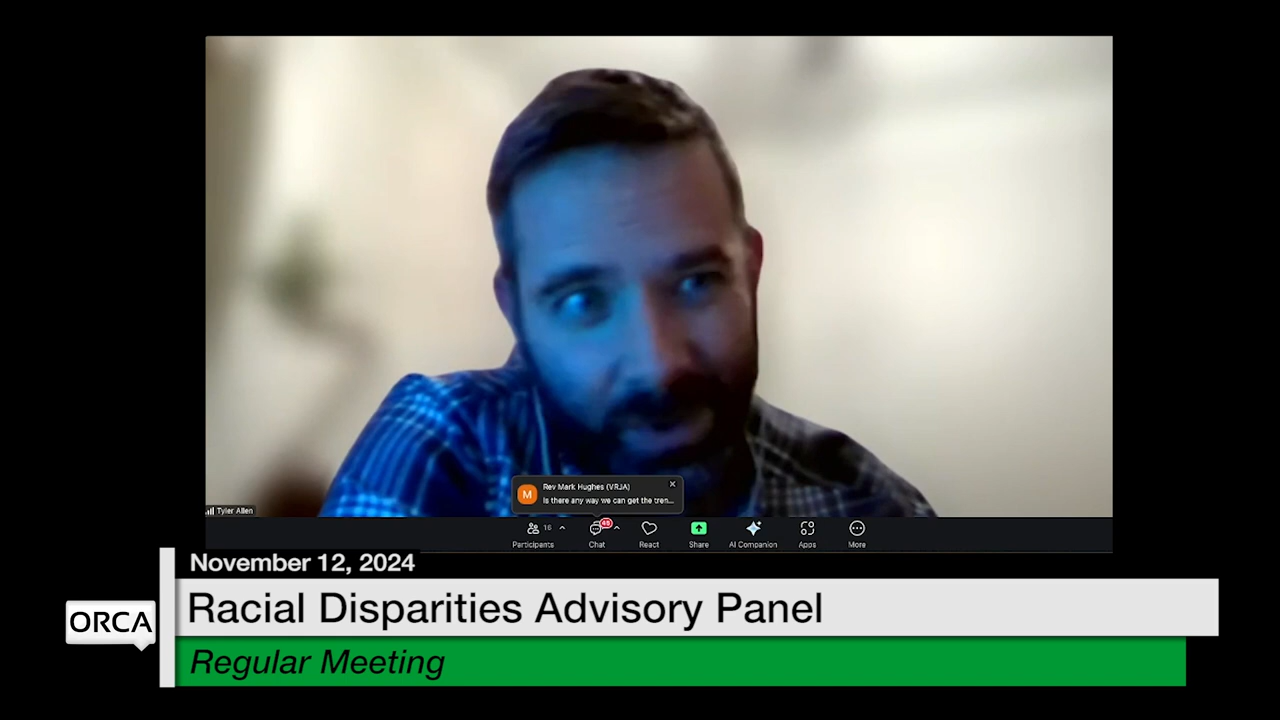 Rev Mark Hughes (VRJA)
Is there any way we can get the tren...
M
Tyler Allen
16
49
Participants
Chat
React
Share
AI Companion
Apps
More
November 12, 2024
Racial Disparities Advisory Panel
ORCA
Regular Meeting